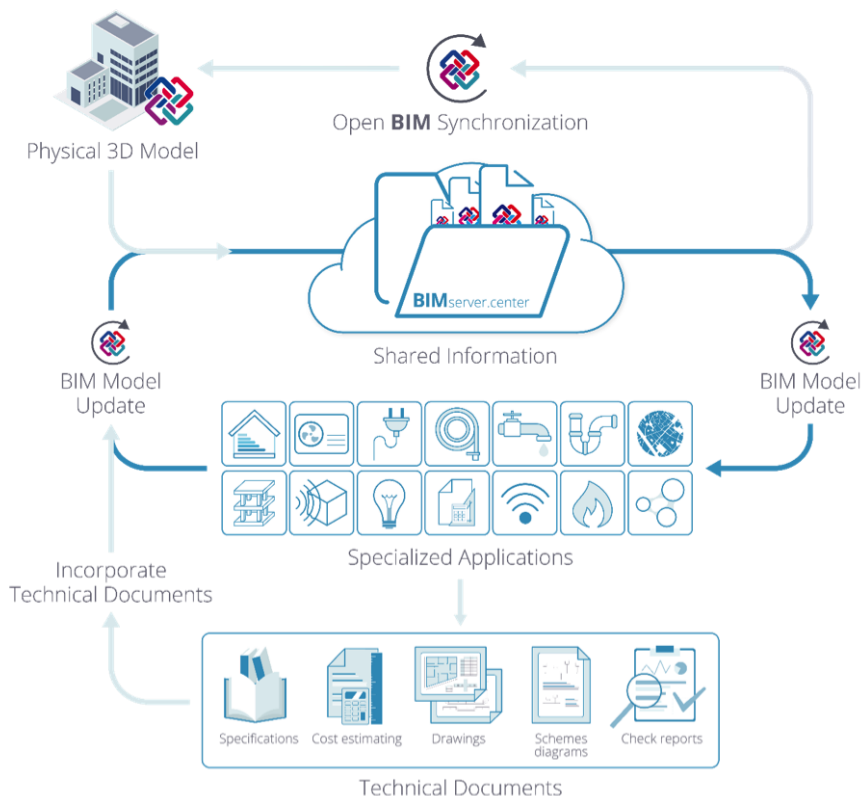 Open BIM Synchronization
Physical 3D Model
BIMserver.center
Shared Information
BIM Model
Update
BIM Model
Update
Specialized Applications
Incorporate
Technical Documents
Specifications
Cost estimating
Drawings
Schemes
diagrams
Check reports
Technical Documents